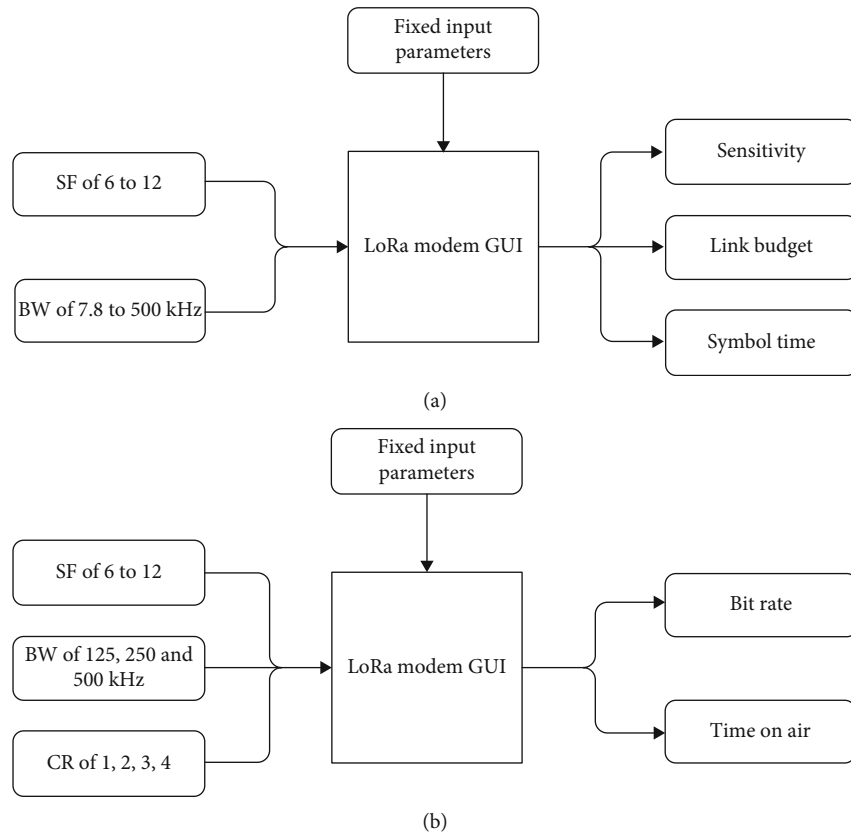 Fixed input
parameters
SF of 6 to 12
BW of 7.8 to 500 kHz
LoRa modem GUI
Sensitivity
Link budget
Symbol time
(a)
Fixed input
parameters
SF of 6 to 12
BW of 125, 250 and
500 kHz
CR of 1, 2, 3, 4
LoRa modem GUI
Bit rate
Time on air
(b)